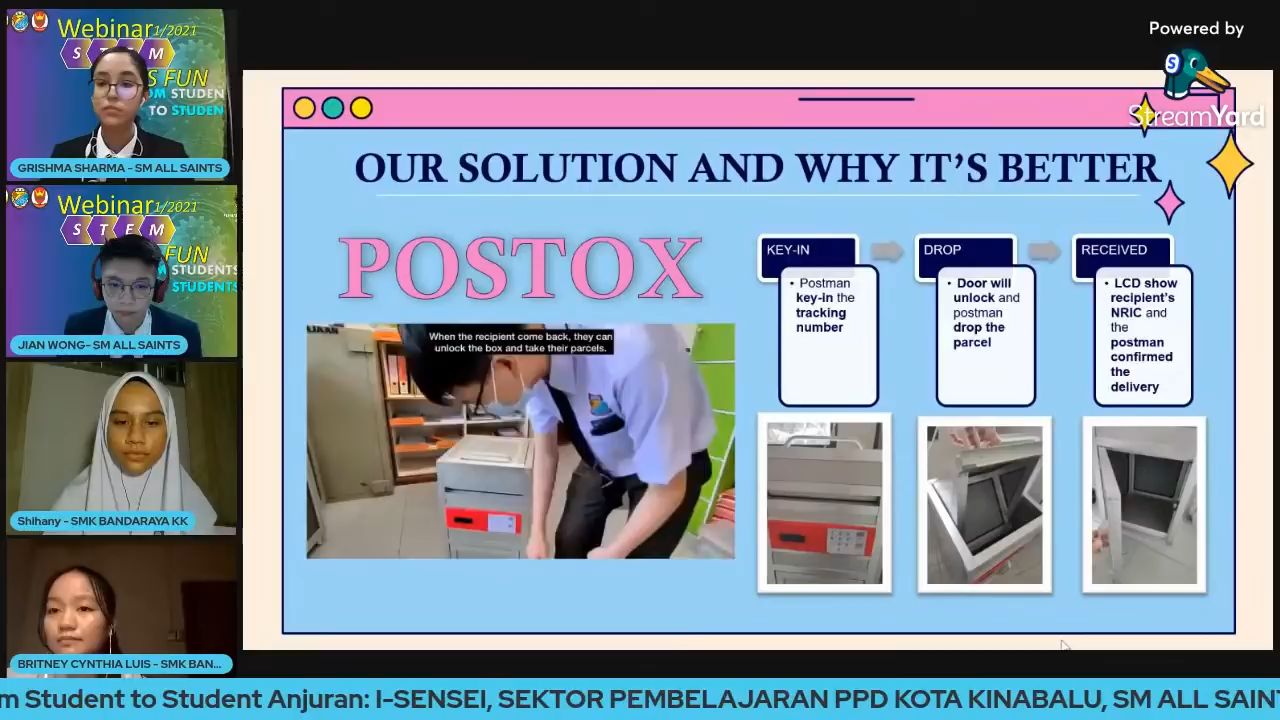 Webinar 1/2021
S T E M
S FUN
OM STUDEN
TO STUDEN
GRISHMA SHARMA - SM ALL SAINTS
Webinar 1/2021
S T E M
FUN
STUDENTS
STUDENTS
JIAN WONG- SM ALL SAINTS
Shihany - SMK BANDARAYA KK
BRITNEY CYNTHIA LUIS - SMK BAN...
Powered by
StreamYard
OUR SOLUTION AND WHY IT'S BETTER
POSTOX
When the recipient come back, they can
unlock the box and take their parcels.
KEY-IN
• Postman
key-in the
tracking
number
DROP
• Door will
unlock and
postman
drop the
parcel
RECEIVED
• LCD show
recipient's
NRIC and
the
postman
confirmed
the
delivery
m Student to Student Anjuran: I-SENSEI, SEKTOR PEMBELAJARAN PPD KOTA KINABALU, SM ALL SAINT